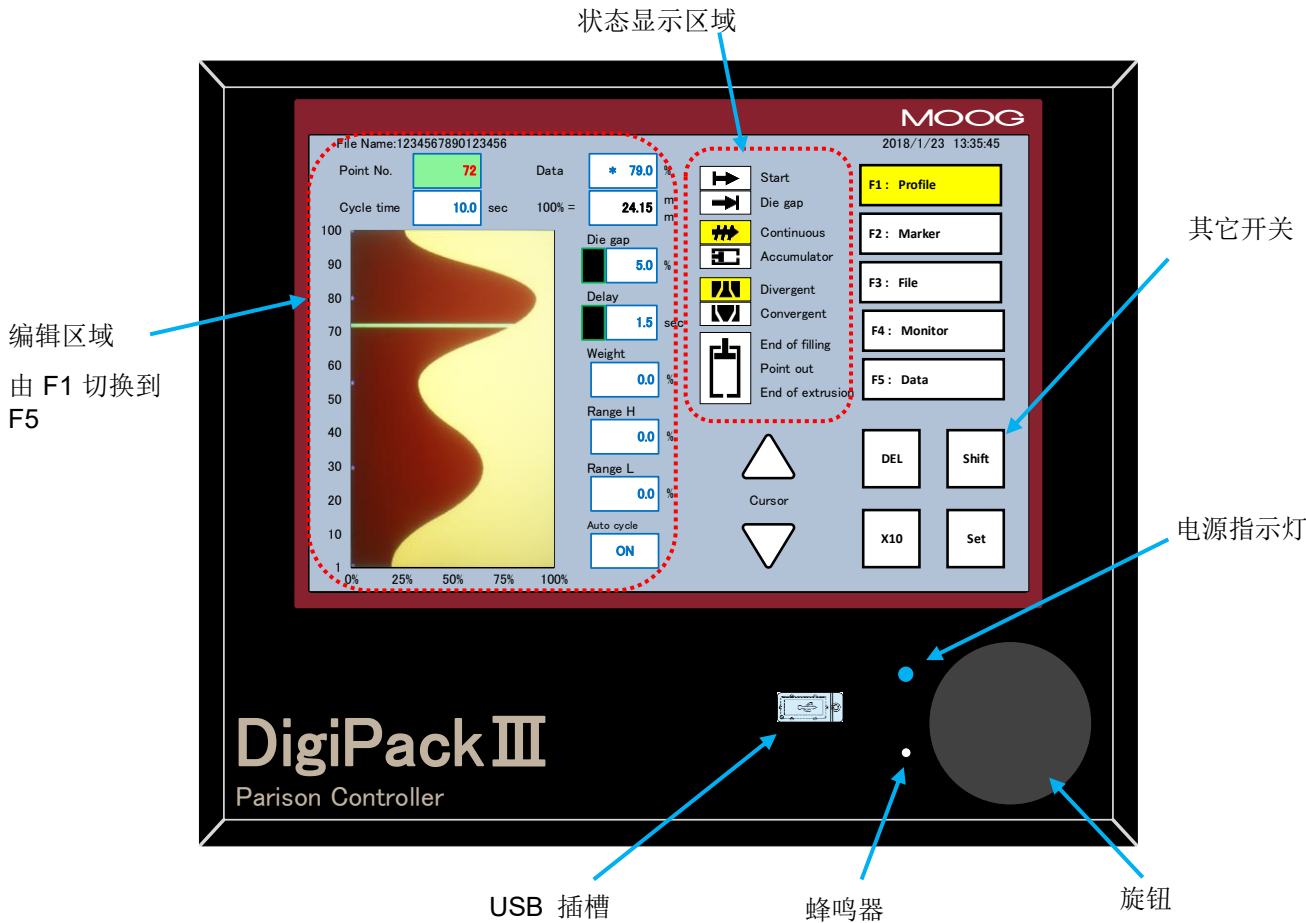 状态显示区域
MOOG
File Name:1234567890123456
2018/1/23 13:35:45
Point No.
72
Data
* 79.0
%
Cycle time
10.0
sec
100% =
24.15
m
m
Start
Die gap
Continuous
Accumulator
Divergent
Convergent
End of filling
Point out
End of extrusion
F1 : Profile
F2 : Marker
F3 : File
F4 : Monitor
F5 : Data
100
90
80
70
60
50
40
30
20
10
1
0% 25% 50% 75% 100%
Die gap
5.0
%
Delay
1.5
sec
Weight
0.0
%
Range H
0.0
%
Range L
0.0
%
Auto cycle
ON
Cursor
DEL
Shift
X10
Set
其它开关
编辑区域
由 F1 切换到
F5
电源指示灯
DigiPackⅢ
Parison Controller
USB 插槽
蜂鸣器
旋钮